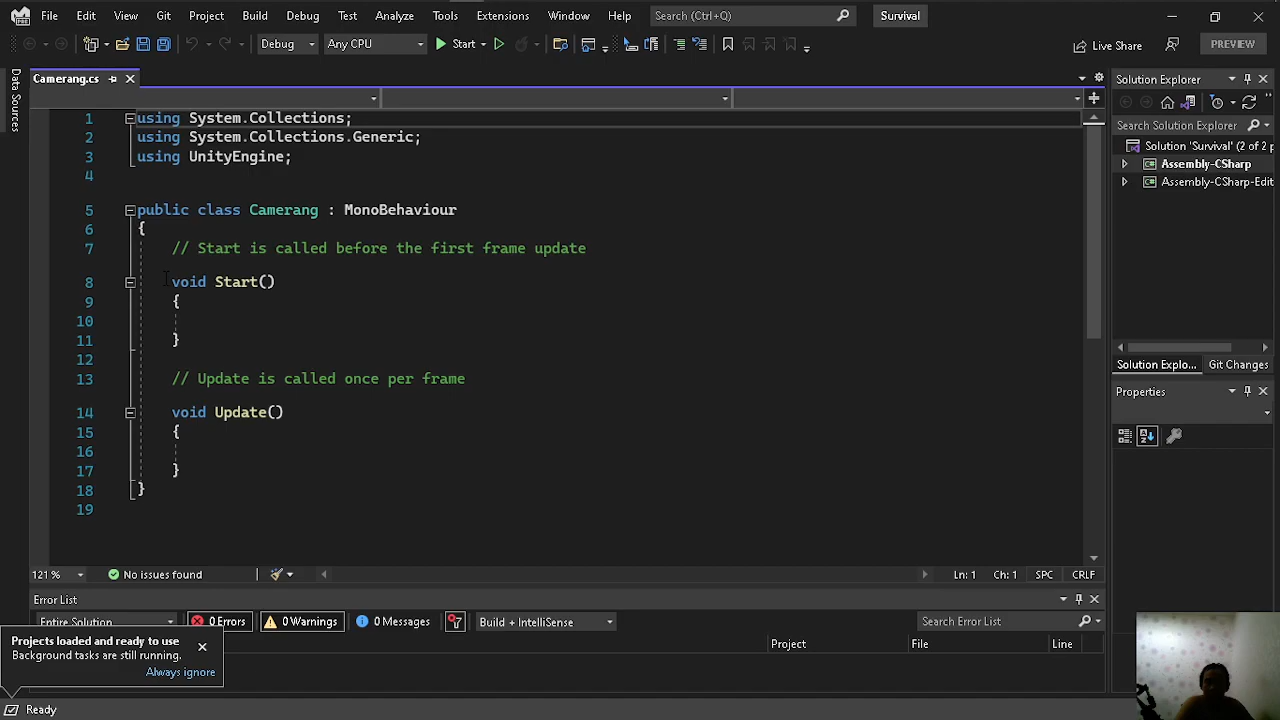 File Edit View Git Project Build Debug Test Analyze Tools Extensions Window Help Search (Ctrl+Q) Survival
Debug Any CPU Start Live Share PREVIEW
Data Sources
Camerang.cs
1 using System.Collections;
2 using System.Collections.Generic;
3 using UnityEngine;
4
5 public class Camerang : MonoBehaviour
6 {
7 // Start is called before the first frame update
8 void Start()
9 {
10
11 }
12
13 // Update is called once per frame
14 void Update()
15 {
16
17 }
18 }
19
121 % No issues found Ln: 1 Ch: 1 SPC CRLF
Error List
Entire Solution 0 Errors 0 Warnings 0 Messages Build + IntelliSense Search Error List
Project File Line
Projects loaded and ready to use
Background tasks are still running.
Always ignore
Ready
Solution Explorer
Search Solution Explorer
Solution 'Survival' (2 of 2 p
Assembly-CSharp
Assembly-CSharp-Edit
Solution Explo... Git Changes
Properties